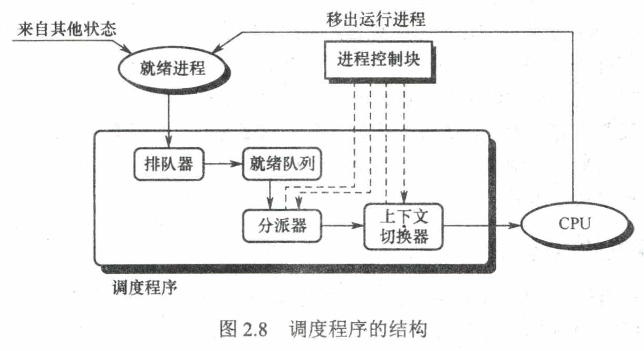 移出运行进程
来自其他状态
就绪进程
进程控制块
排队器
就绪队列
分派器
上下文
切换器
CPU
调度程序
图 2.8 调度程序的结构